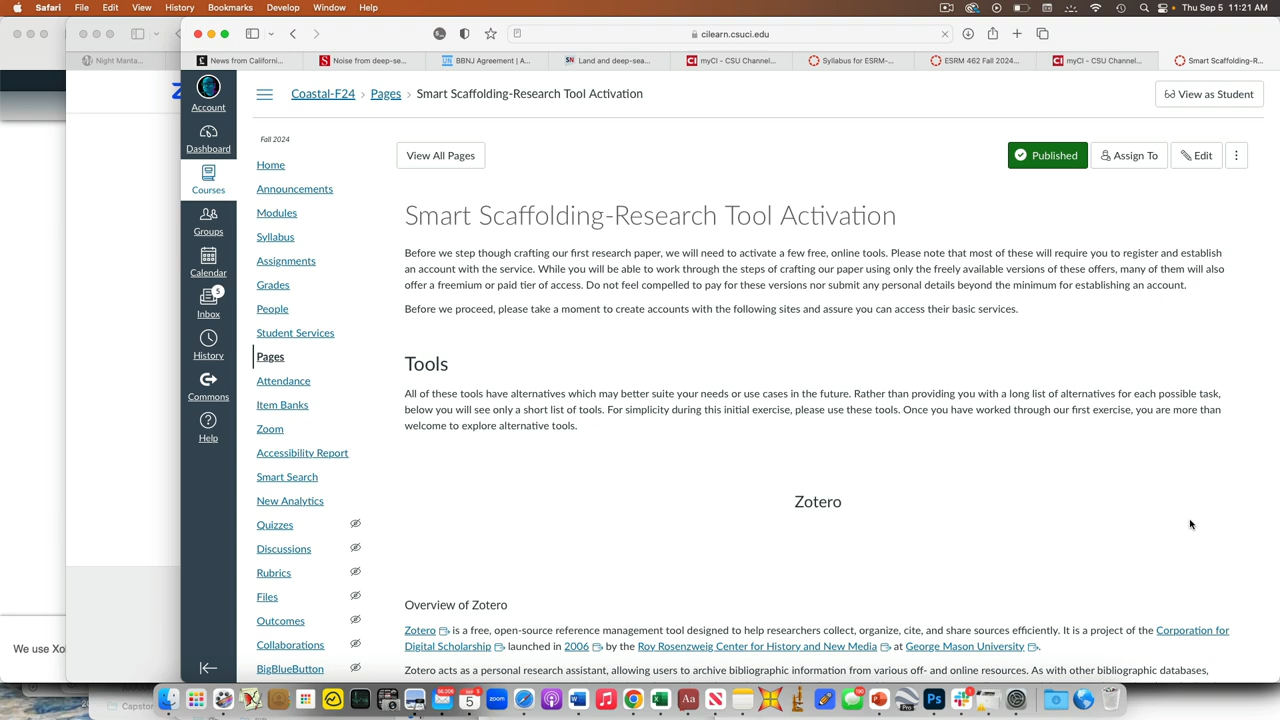 Safari File Edit View History Bookmarks Develop Window Help
Thu Sep 5 11:21 AM
cilearn.csuci.edu
Night Manta...
News from Californi...
Noise from deep-se...
BBNJ Agreement | A...
Land and deep-sea...
myCI - CSU Channel...
Syllabus for ESRM-...
ESRM 462 Fall 2024...
myCI - CSU Channel...
Smart Scaffolding-R...
Account
Dashboard
Courses
Groups
Calendar
5
Inbox
History
Commons
Help
Coastal-F24 › Pages › Smart Scaffolding-Research Tool Activation
View as Student
Fall 2024
Home
Announcements
Modules
Syllabus
Assignments
Grades
People
Student Services
Pages
Attendance
Item Banks
Zoom
Accessibility Report
Smart Search
New Analytics
Quizzes
Discussions
Rubrics
Files
Outcomes
Collaborations
BigBlueButton
View All Pages
Published
Assign To
Edit
Smart Scaffolding-Research Tool Activation
Before we step though crafting our first research paper, we will need to activate a few free, online tools. Please note that most of these will require you to register and establish
an account with the service. While you will be able to work through the steps of crafting our paper using only the freely available versions of these offers, many of them will also
offer a freemium or paid tier of access. Do not feel compelled to pay for these versions nor submit any personal details beyond the minimum for establishing an account.
Before we proceed, please take a moment to create accounts with the following sites and assure you can access their basic services.
Tools
All of these tools have alternatives which may better suite your needs or use cases in the future. Rather than providing you with a long list of alternatives for each possible task,
below you will see only a short list of tools. For simplicity during this initial exercise, please use these tools. Once you have worked through our first exercise, you are more than
welcome to explore alternative tools.
Zotero
Overview of Zotero
Zotero is a free, open-source reference management tool designed to help researchers collect, organize, cite, and share sources efficiently. It is a project of the Corporation for
Digital Scholarship launched in 2006 by the Roy Rosenzweig Center for History and New Media at George Mason University.
Zotero acts as a personal research assistant, allowing users to archive bibliographic information from various off- and online resources. As with other bibliographic databases,
We use Xo
Capstor
zoom
Aa
Pro
Ps